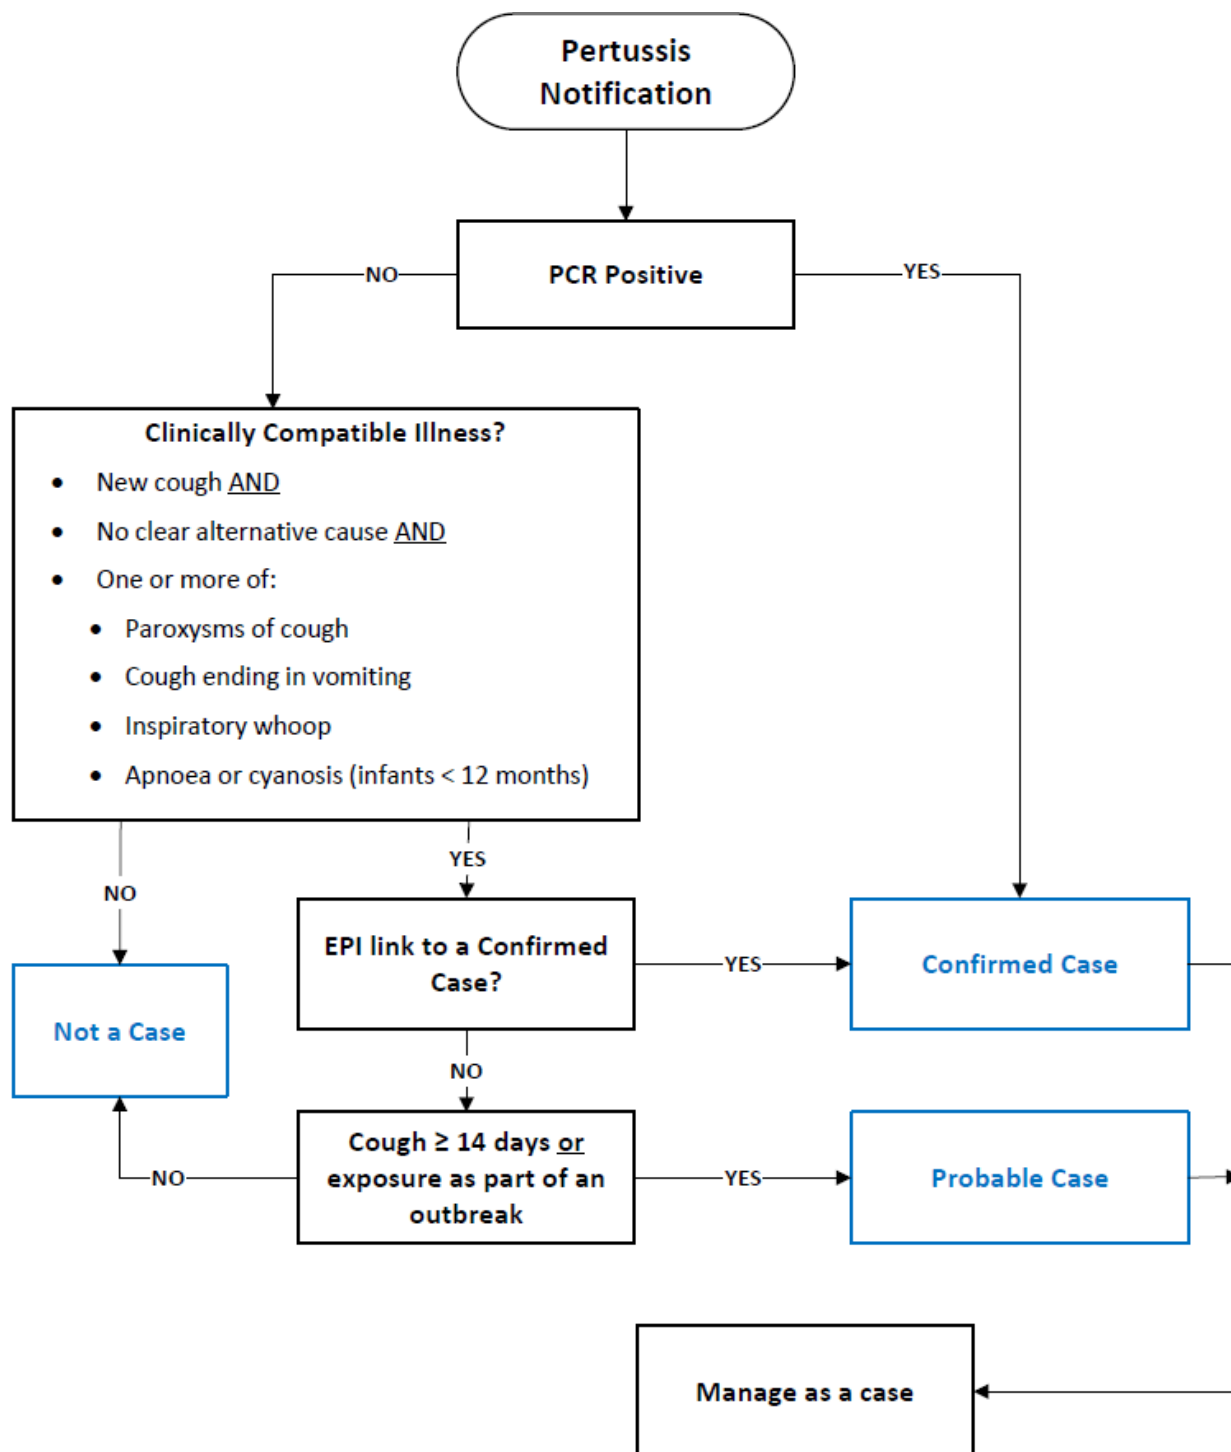 Pertussis
Notification
PCR Positive
NO
YES
Clinically Compatible Illness?
• New cough AND
• No clear alternative cause AND
• One or more of:
• Paroxysms of cough
• Cough ending in vomiting
• Inspiratory whoop
• Apnoea or cyanosis (infants < 12 months)
NO
YES
EPI link to a Confirmed
Case?
YES
Confirmed Case
Not a Case
NO
Cough ≥ 14 days or
exposure as part of an
outbreak
NO
YES
Probable Case
Manage as a case